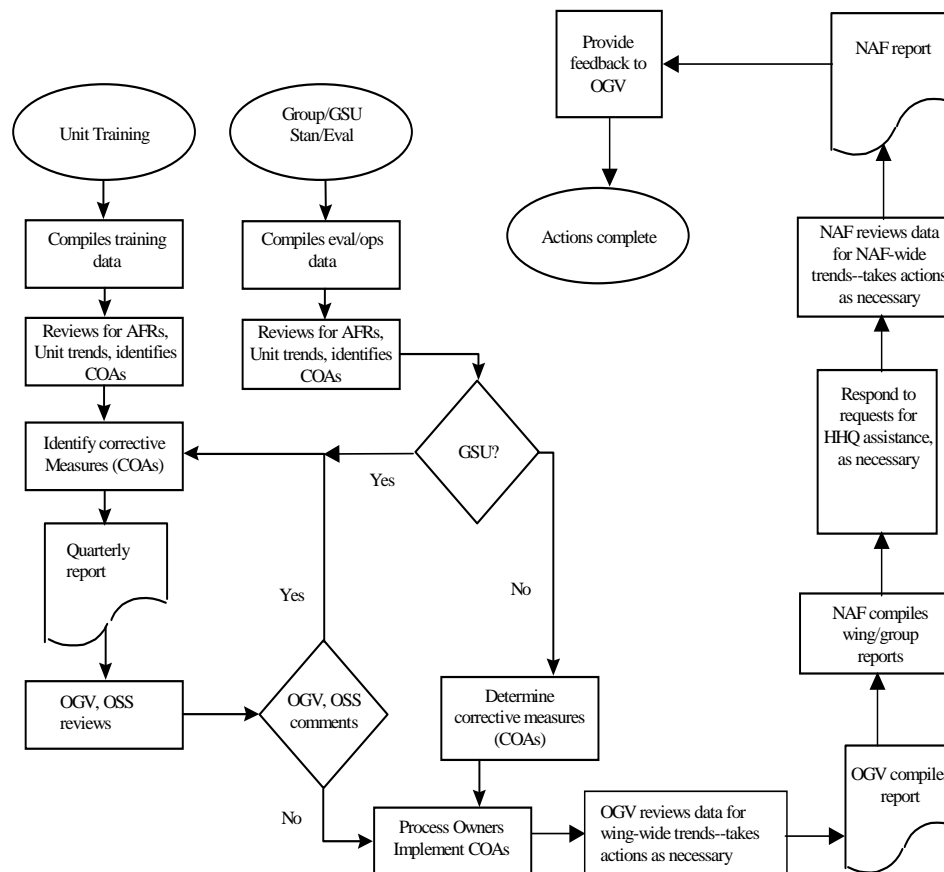 Unit Training
Group/GSU
Stan/Eval
Provide
feedback to
OGV
NAF report
Compiles training
data
Compiles eval/ops
data
Actions complete
NAF reviews data
for NAF-wide
trends--takes actions
as necessary
Reviews for AFRs,
Unit trends, identifies
COAs
Reviews for AFRs,
Unit trends, identifies
COAs
Identify corrective
Measures (COAs)
GSU?
Yes
Respond to
requests for
HHQ assistance,
as necessary
Quarterly
report
Yes
No
NAF compiles
wing/group
reports
OGV, OSS
reviews
OGV, OSS
comments
Determine
corrective measures
(COAs)
No
Process Owners
Implement COAs
OGV reviews data for
wing-wide trends--takes
actions as necessary
OGV compiles
report